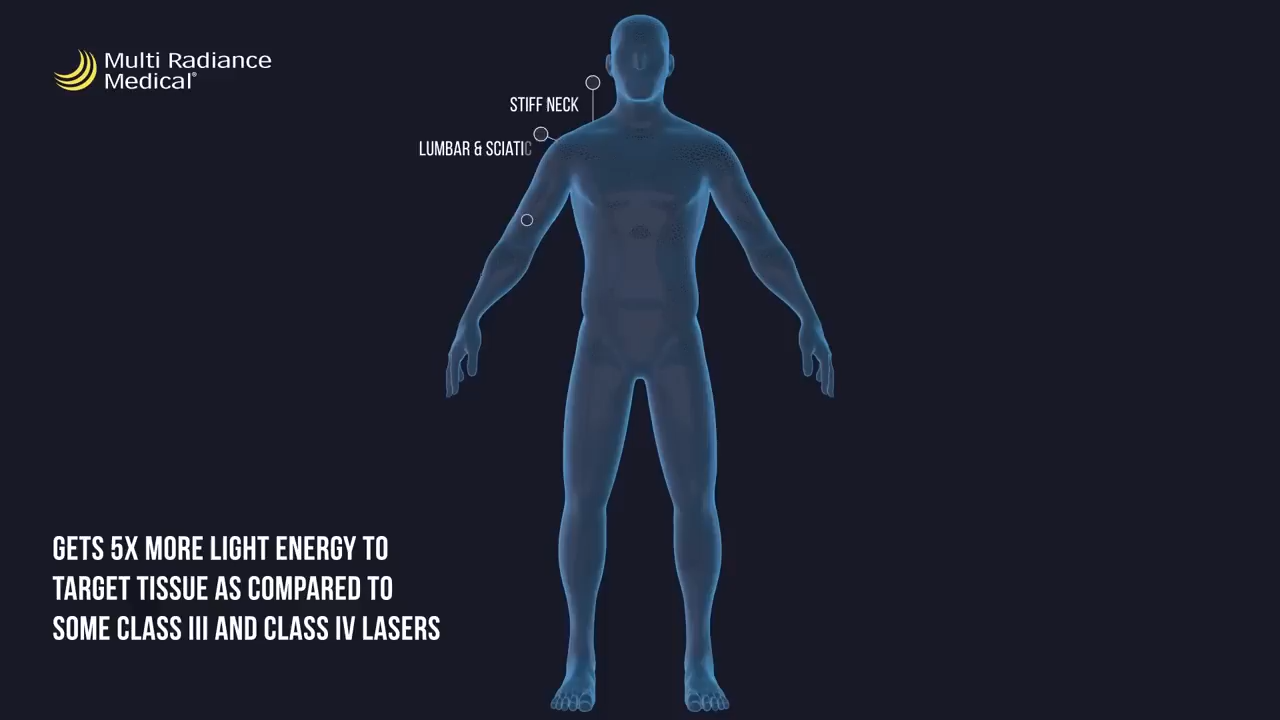 Multi Radiance
Medical®
STIFF NECK
LUMBAR & SCIATIC
GETS 5X MORE LIGHT ENERGY TO
TARGET TISSUE AS COMPARED TO
SOME CLASS III AND CLASS IV LASERS